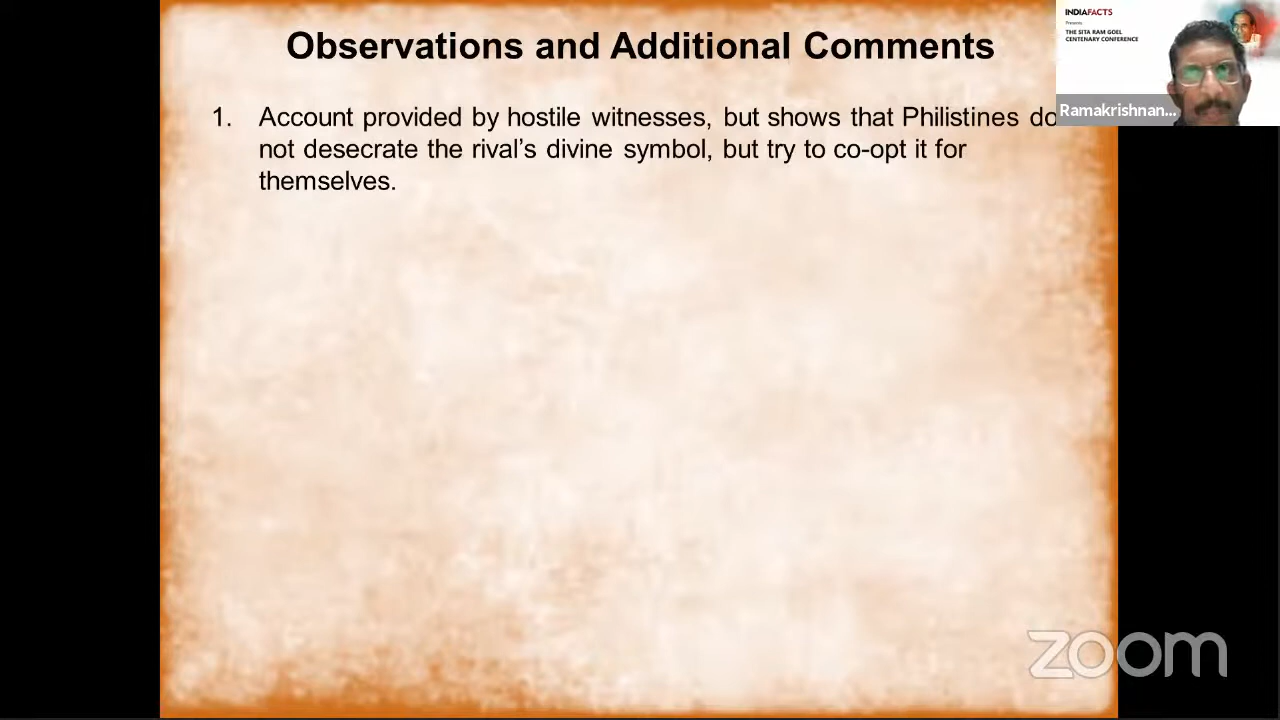 Observations and Additional Comments
1. Account provided by hostile witnesses, but shows that Philistines do
not desecrate the rival’s divine symbol, but try to co-opt it for
themselves.
INDIAFACTS
Presents
THE SITA RAM GOEL
CENTENARY CONFERENCE
Ramakrishnan...
zoom